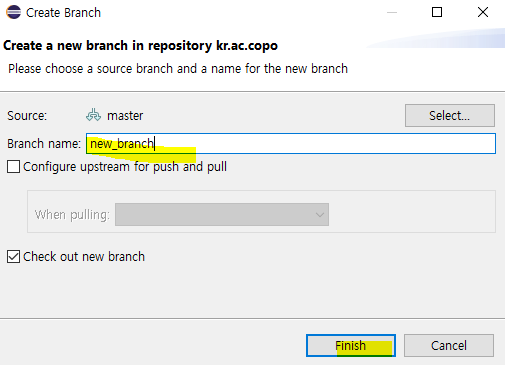 Create Branch
Create a new branch in repository kr.ac.copo
Please choose a source branch and a name for the new branch
Source: master Select...
Branch name: new_branch
Configure upstream for push and pull
When pulling:
Check out new branch
Finish Cancel